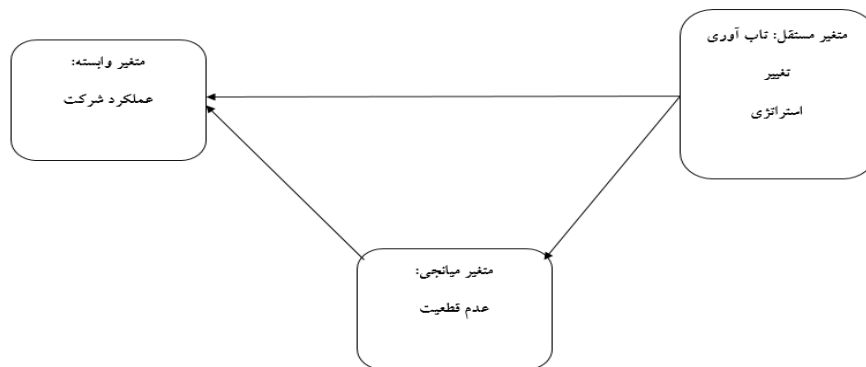 متغیر مستقل: تاب آوری
تغییر
استراتژی
متغیر وابسته:
عملکرد شرکت
متغیر میانجی:
عدم قطعیت